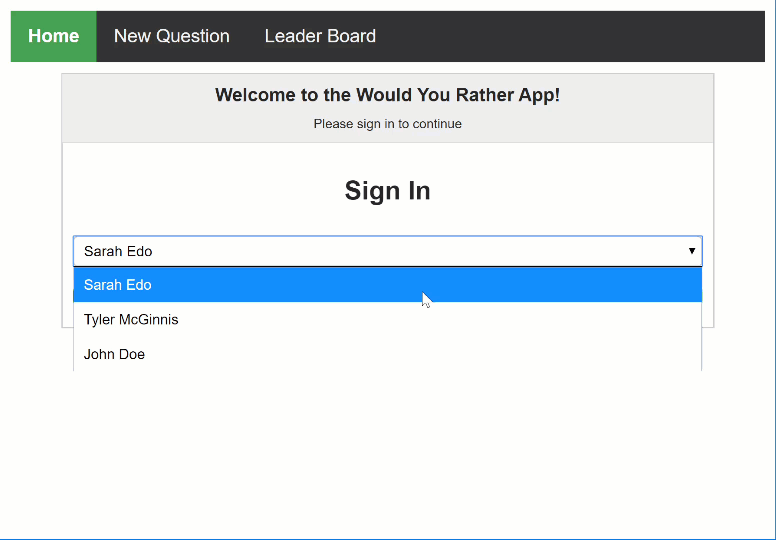 Home New Question Leader Board
Welcome to the Would You Rather App!
Please sign in to continue
Sign In
Sarah Edo
Sarah Edo
Tyler McGinnis
John Doe